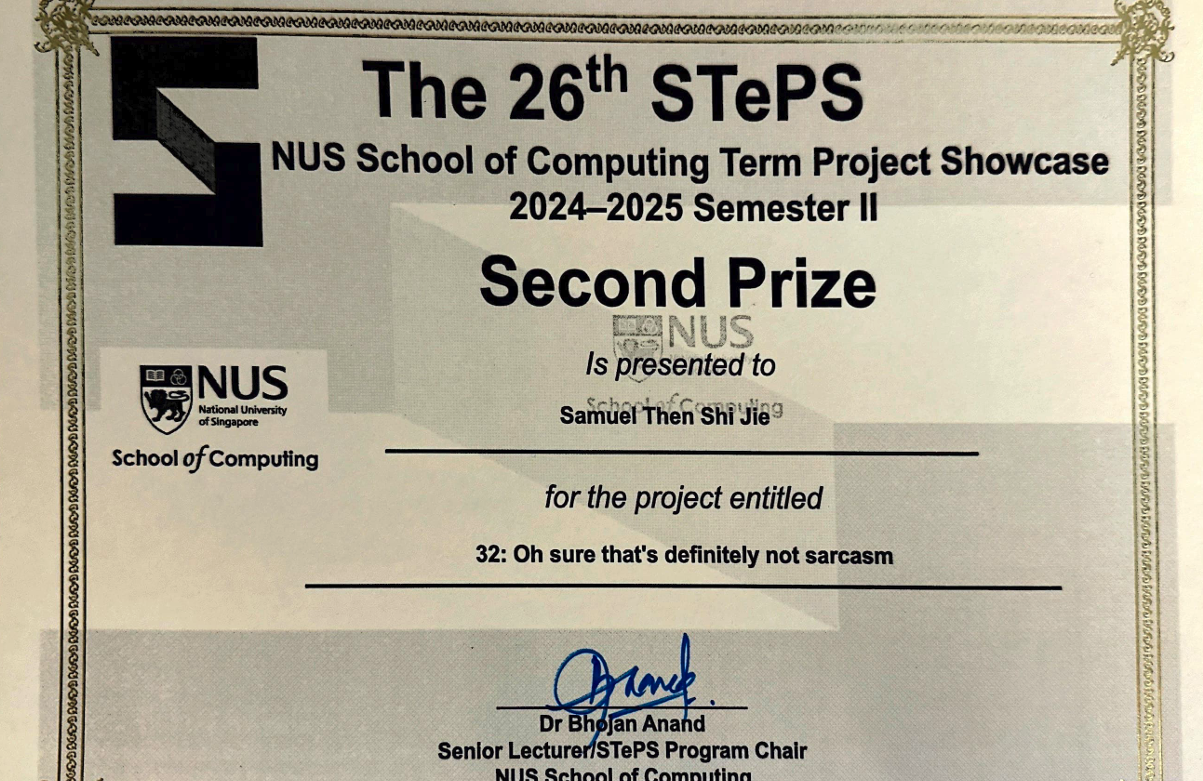 The 26th STePS
NUS School of Computing Term Project Showcase
2024–2025 Semester II
Second Prize
NUS
Is presented to
School of Computing
Samuel Then Shi Jie
NUS
National University
of Singapore
School of Computing
for the project entitled
32: Oh sure that's definitely not sarcasm
Dr Bhojan Anand
Senior Lecturer/STePS Program Chair
NUS School of Computing